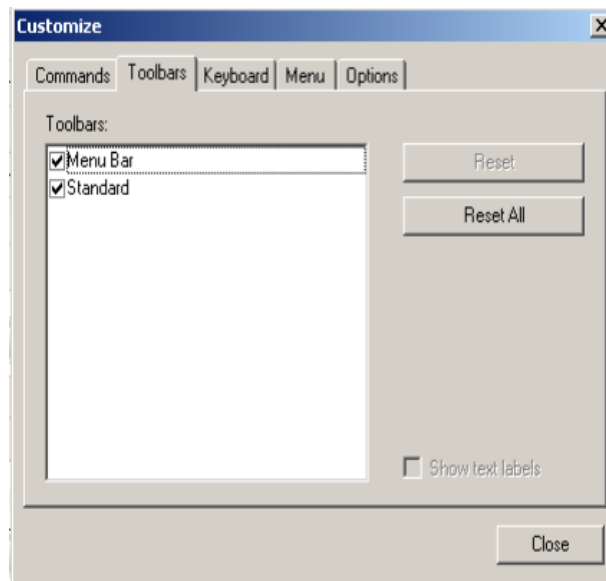 Customize
Commands Toolbars Keyboard Menu Options
Toolbars:
Menu Bar
Standard
Reset
Reset All
Show text labels
Close